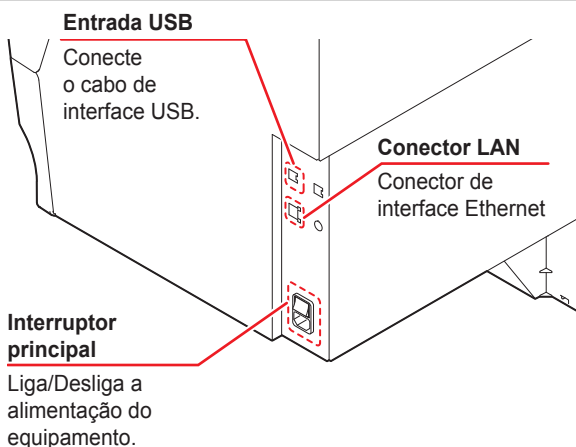 Entrada USB
Conecte
o cabo de
interface USB.
Conector LAN
Conector de
interface Ethernet
Interruptor
principal
Liga/Desliga a
alimentação do
equipamento.